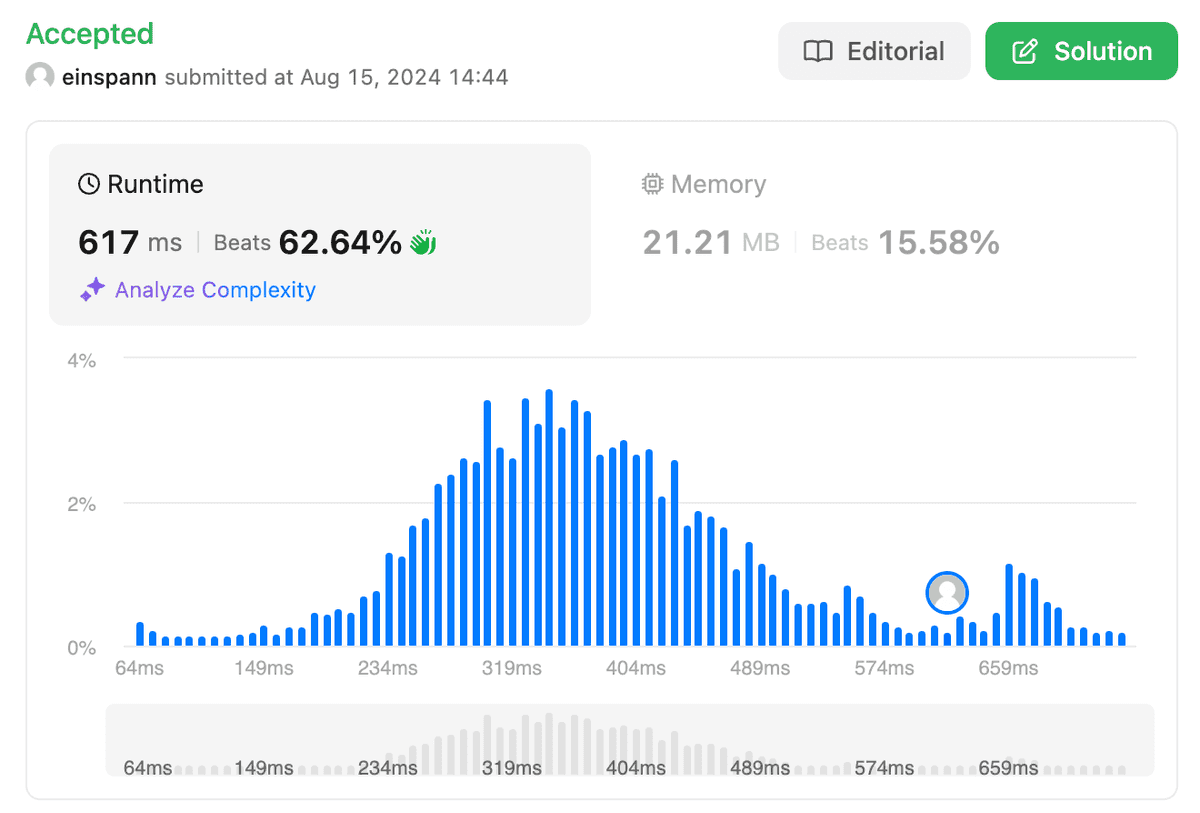 Accepted
einspann submitted at Aug 15, 2024 14:44
Editorial
Solution
Runtime
617 ms Beats 62.64%
Analyze Complexity
Memory
21.21 MB Beats 15.58%
4%
2%
0%
64ms 149ms 234ms 319ms 404ms 489ms 574ms 659ms
64ms 149ms 234ms 319ms 404ms 489ms 574ms 659ms